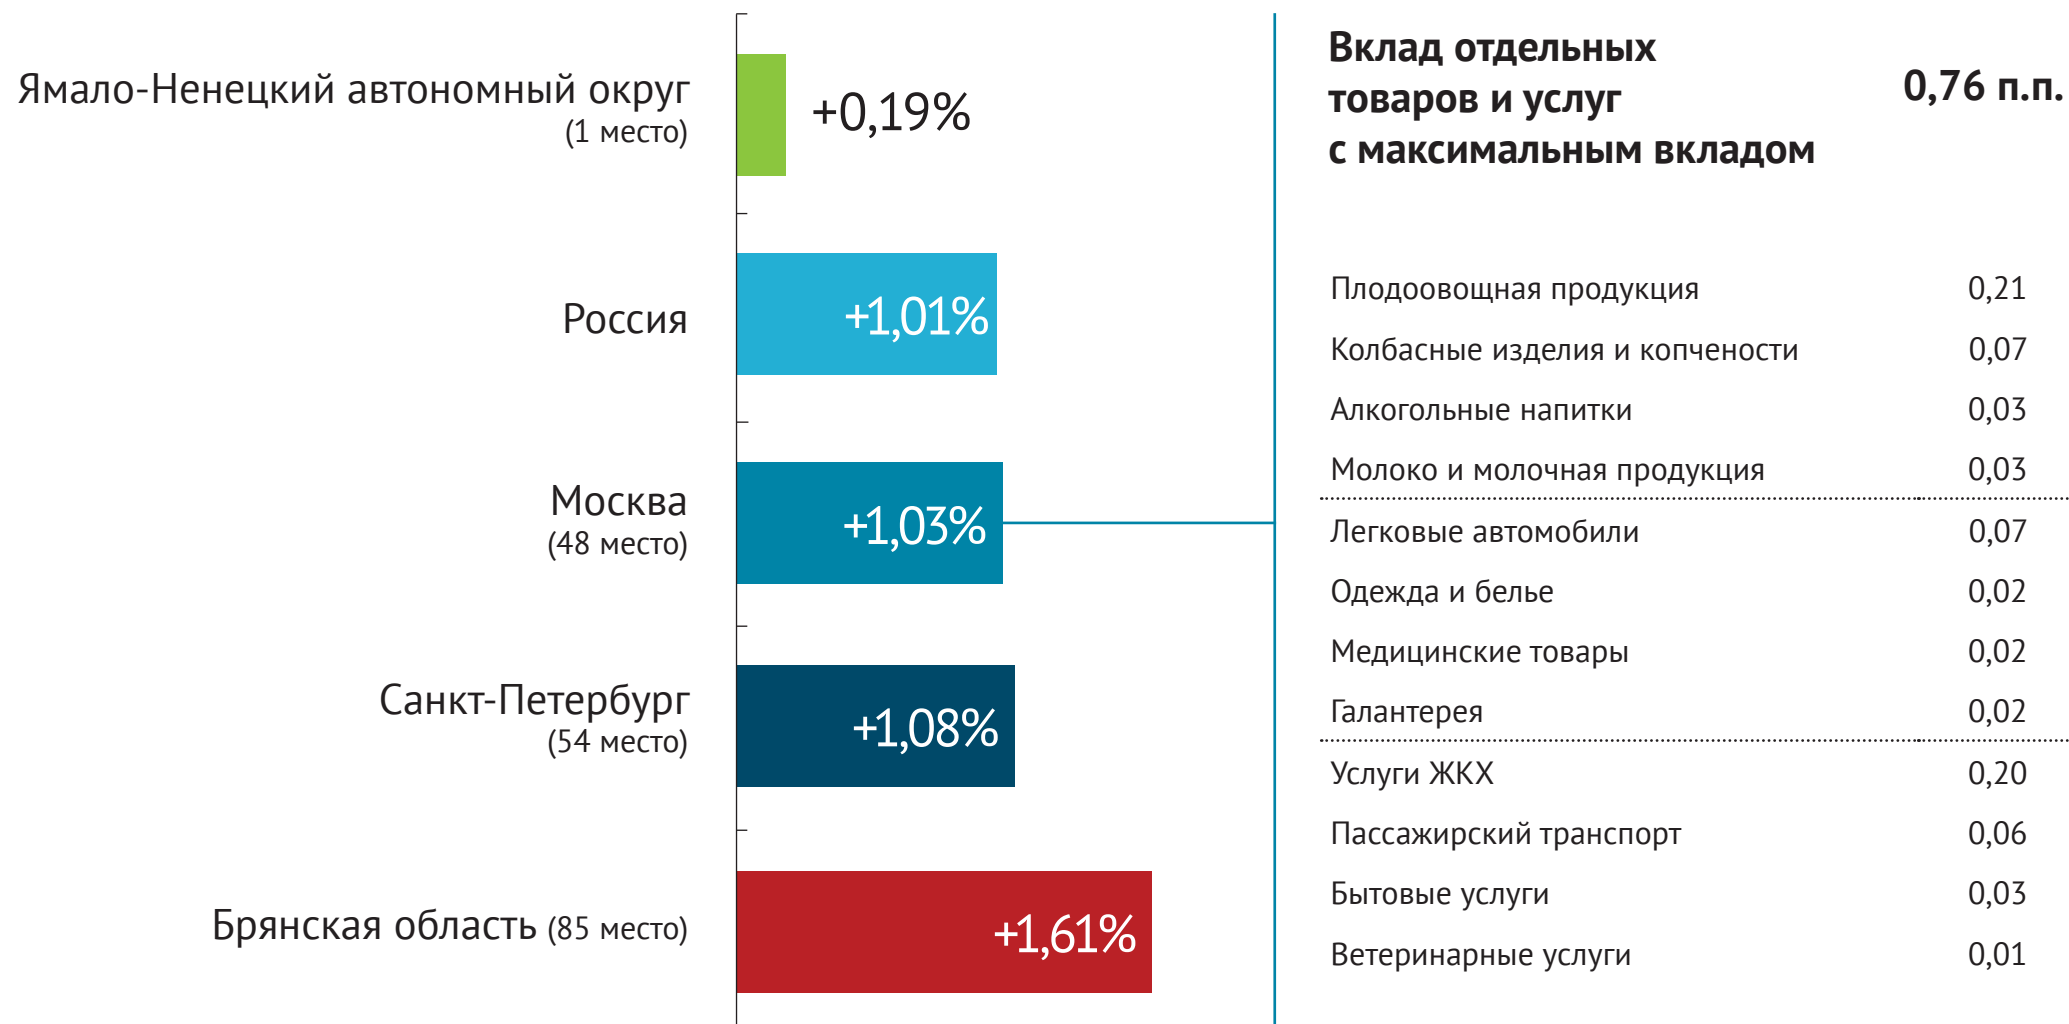 Ямало-Ненецкий автономный округ
(1 место)
+0,19%
Россия
+1,01%
Москва
(48 место)
+1,03%
Санкт-Петербург
(54 место)
+1,08%
Брянская область (85 место)
+1,61%
Вклад отдельных
товаров и услуг
с максимальным вкладом
0,76 п.п.
Плодоовощная продукция 0,21
Колбасные изделия и копчености 0,07
Алкогольные напитки 0,03
Молоко и молочная продукция 0,03
Легковые автомобили 0,07
Одежда и белье 0,02
Медицинские товары 0,02
Галантерея 0,02
Услуги ЖКХ 0,20
Пассажирский транспорт 0,06
Бытовые услуги 0,03
Ветеринарные услуги 0,01